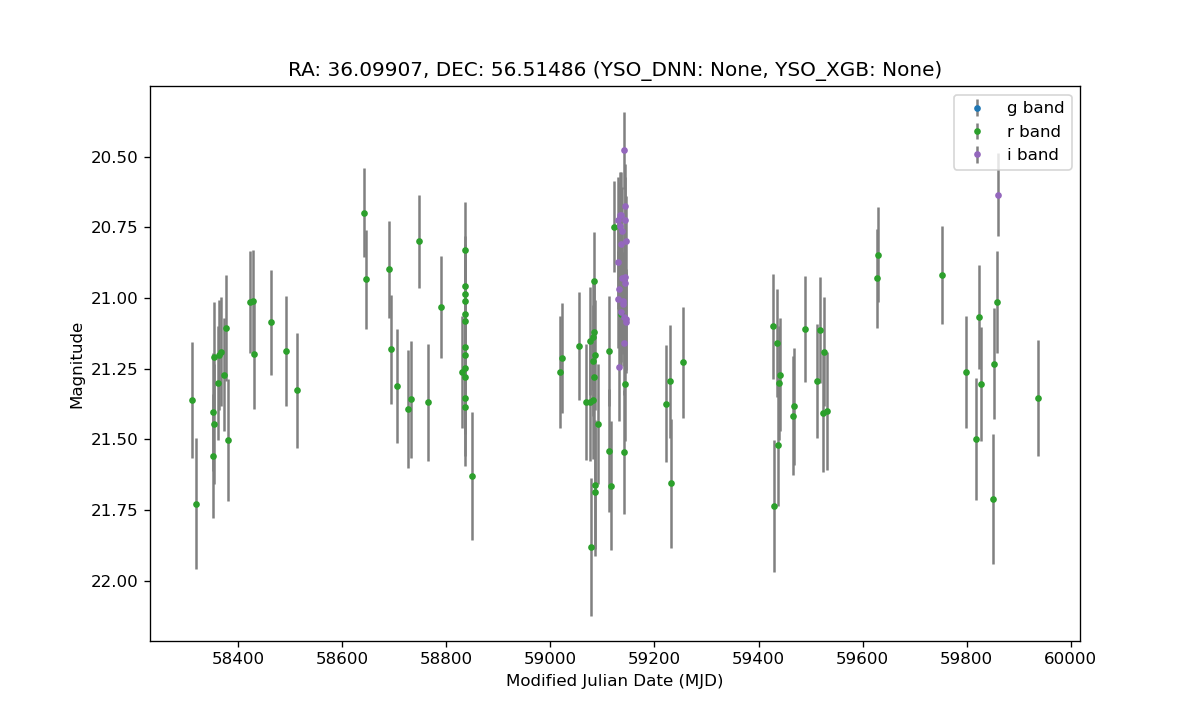 RA: 36.09907, DEC: 56.51486 (YSO_DNN: None, YSO_XGB: None)
g band
r band
i band
20.50
20.75
21.00
21.25
21.50
21.75
22.00
Magnitude
58400 58600 58800 59000 59200 59400 59600 59800 60000
Modified Julian Date (MJD)